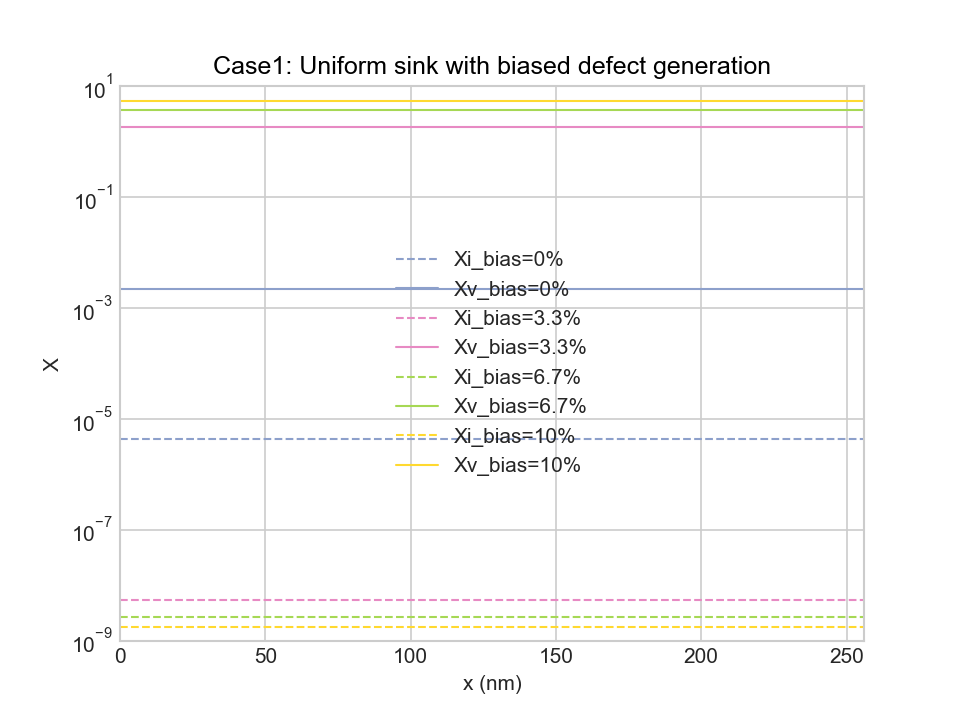 Case1: Uniform sink with biased defect generation
10¹
10⁻¹
10⁻³
10⁻⁵
10⁻⁷
10⁻⁹
X
Xi_bias=0%
Xv_bias=0%
Xi_bias=3.3%
Xv_bias=3.3%
Xi_bias=6.7%
Xv_bias=6.7%
Xi_bias=10%
Xv_bias=10%
0 50 100 150 200 250
x (nm)